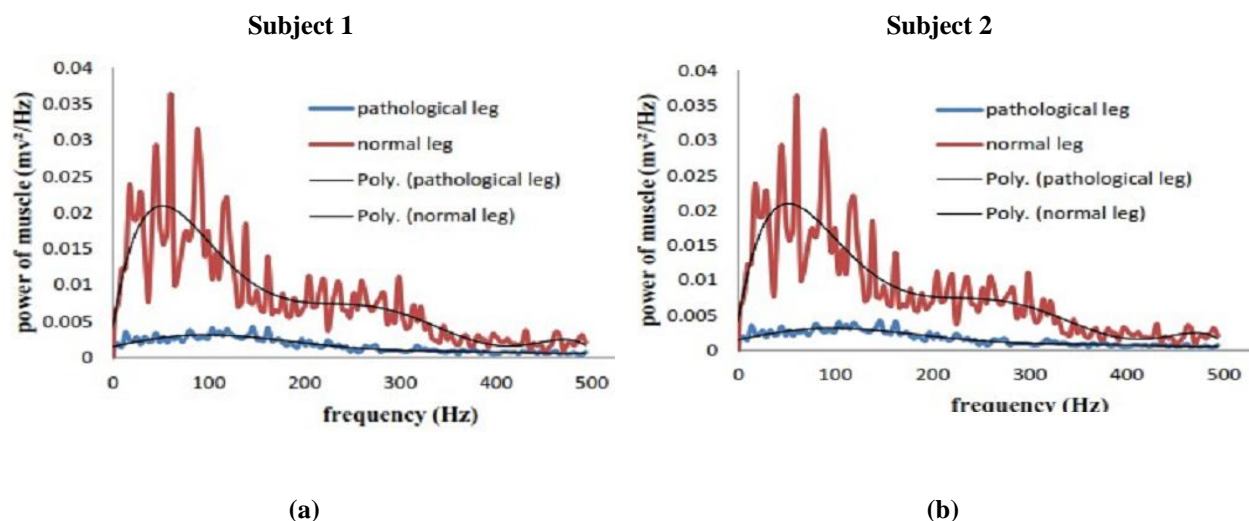 Subject 1
0.04
0.035
0.03
0.025
0.02
0.015
0.01
0.005
0
power of muscle (mv²/Hz)
pathological leg
normal leg
Poly. (pathological leg)
Poly. (normal leg)
0 100 200 300 400 500
frequency (Hz)
(a)
Subject 2
0.04
0.035
0.03
0.025
0.02
0.015
0.01
0.005
0
power of muscle (mv²/Hz)
pathological leg
normal leg
Poly. (pathological leg)
Poly. (normal leg)
0 100 200 300 400 500
frequency (Hz)
(b)